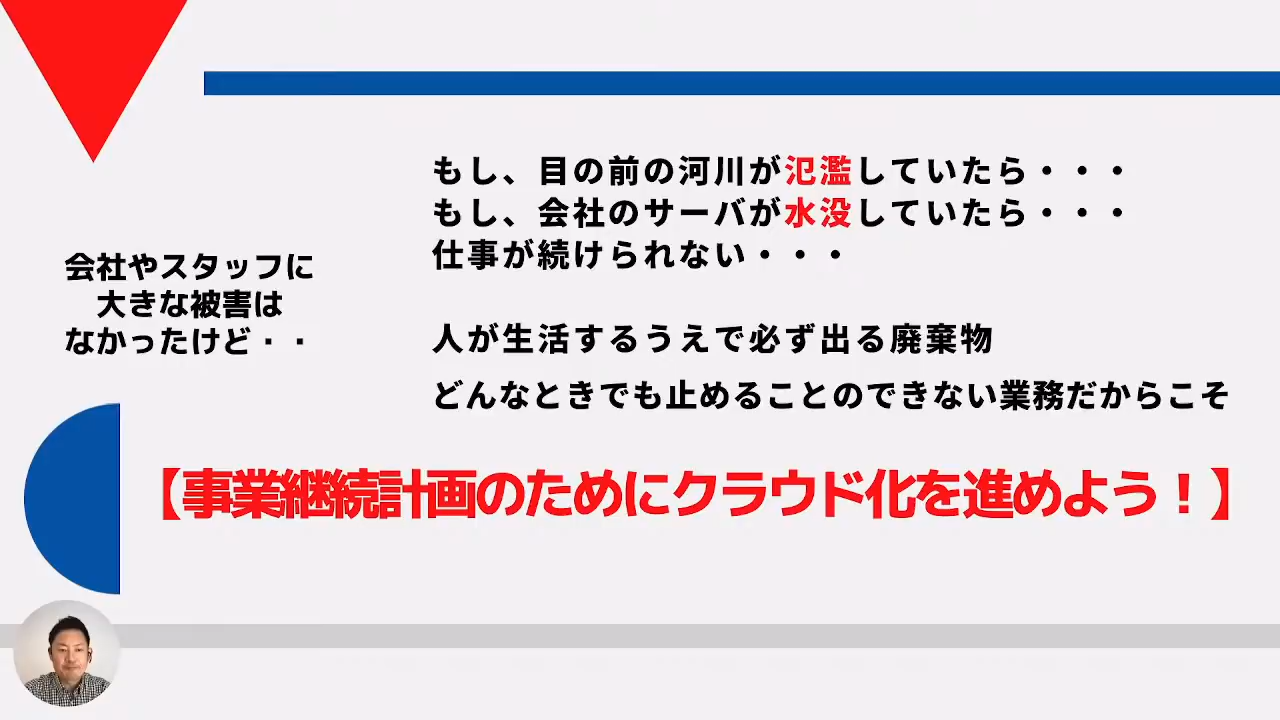 会社やスタッフに
大きな被害は
なかったけど・・
もし、目の前の河川が氾濫していたら・・・
もし、会社のサーバが水没していたら・・・
仕事が続けられない・・・
人が生活するうえで必ず出る廃棄物
どんなときでも止めることのできない業務だからこそ
【事業継続計画のためにクラウド化を進めよう！】